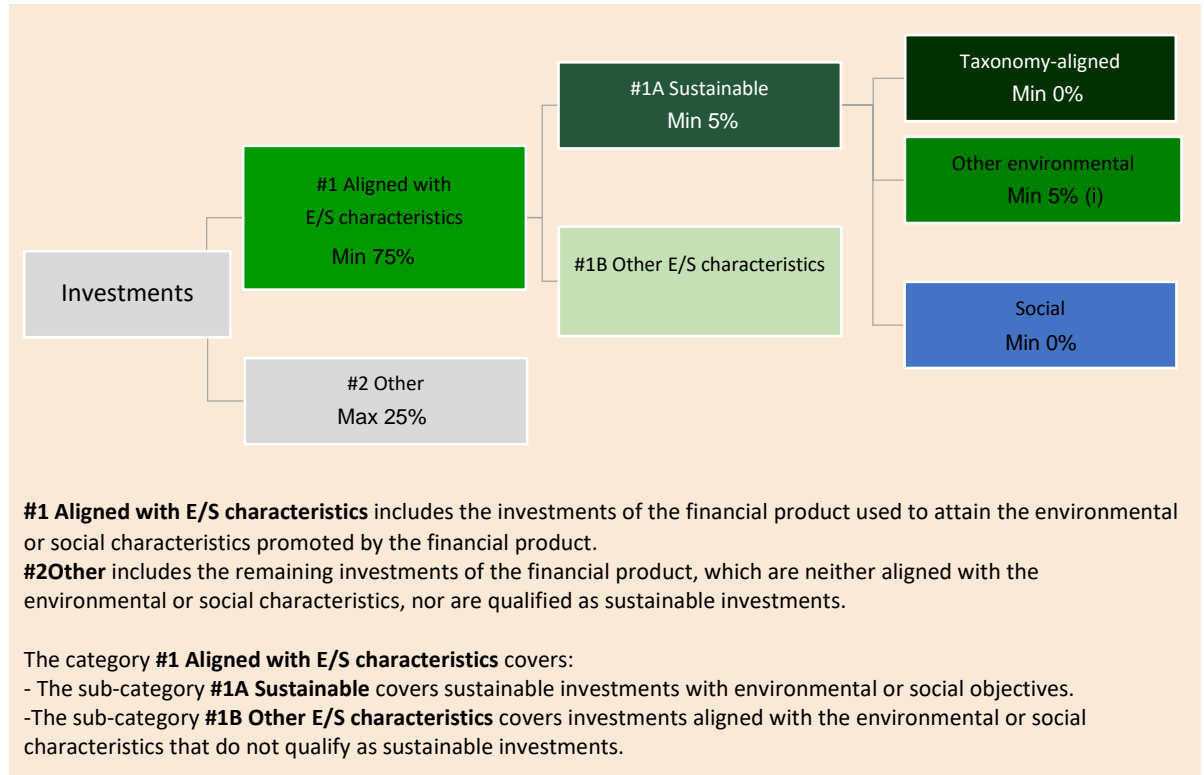 Investments
#1 Aligned with
E/S characteristics
Min 75%
#2 Other
Max 25%
#1A Sustainable
Min 5%
#1B Other E/S characteristics
Taxonomy-aligned
Min 0%
Other environmental
Min 5% (i)
Social
Min 0%
#1 Aligned with E/S characteristics includes the investments of the financial product used to attain the environmental
or social characteristics promoted by the financial product.
#2Other includes the remaining investments of the financial product, which are neither aligned with the
environmental or social characteristics, nor are qualified as sustainable investments.
The category #1 Aligned with E/S characteristics covers:
- The sub-category #1A Sustainable covers sustainable investments with environmental or social objectives.
-The sub-category #1B Other E/S characteristics covers investments aligned with the environmental or social
characteristics that do not qualify as sustainable investments.